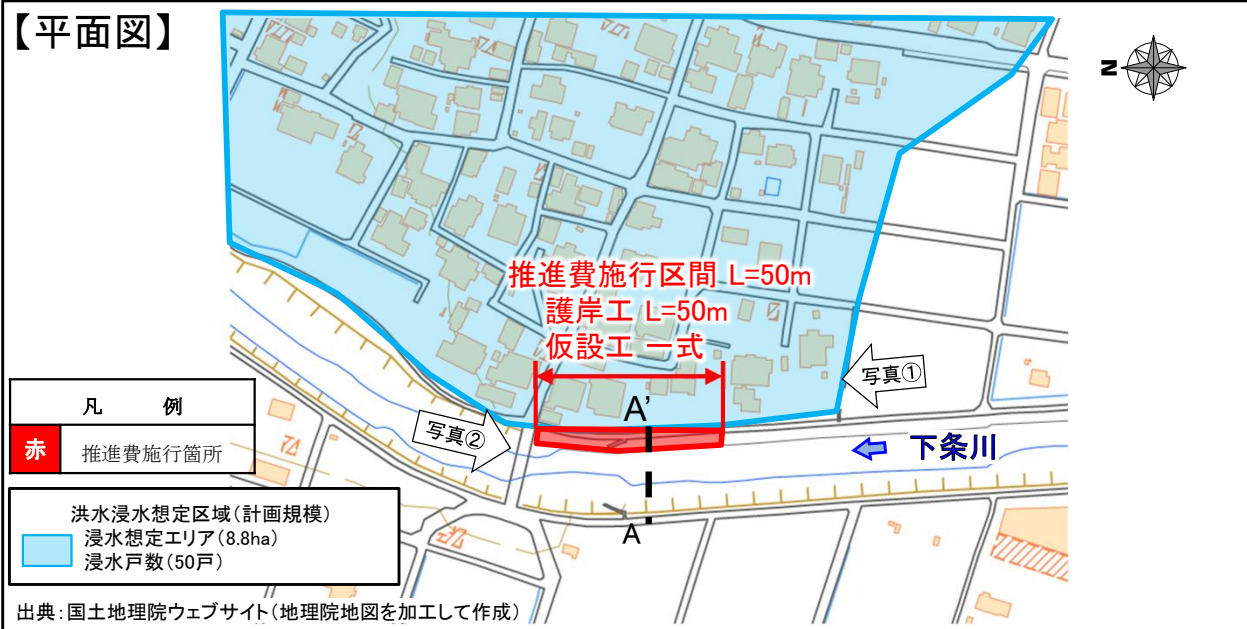 【平面図】
N
推進費施行区間 L=50m
護岸工 L=50m
仮設工 一式
写真①
A’
写真②
下条川
A
凡 例
赤 推進費施行箇所
洪水浸水想定区域(計画規模)
浸水想定エリア(8.8ha)
浸水戸数(50戸)
出典:国土地理院ウェブサイト(地理院地図を加工して作成)